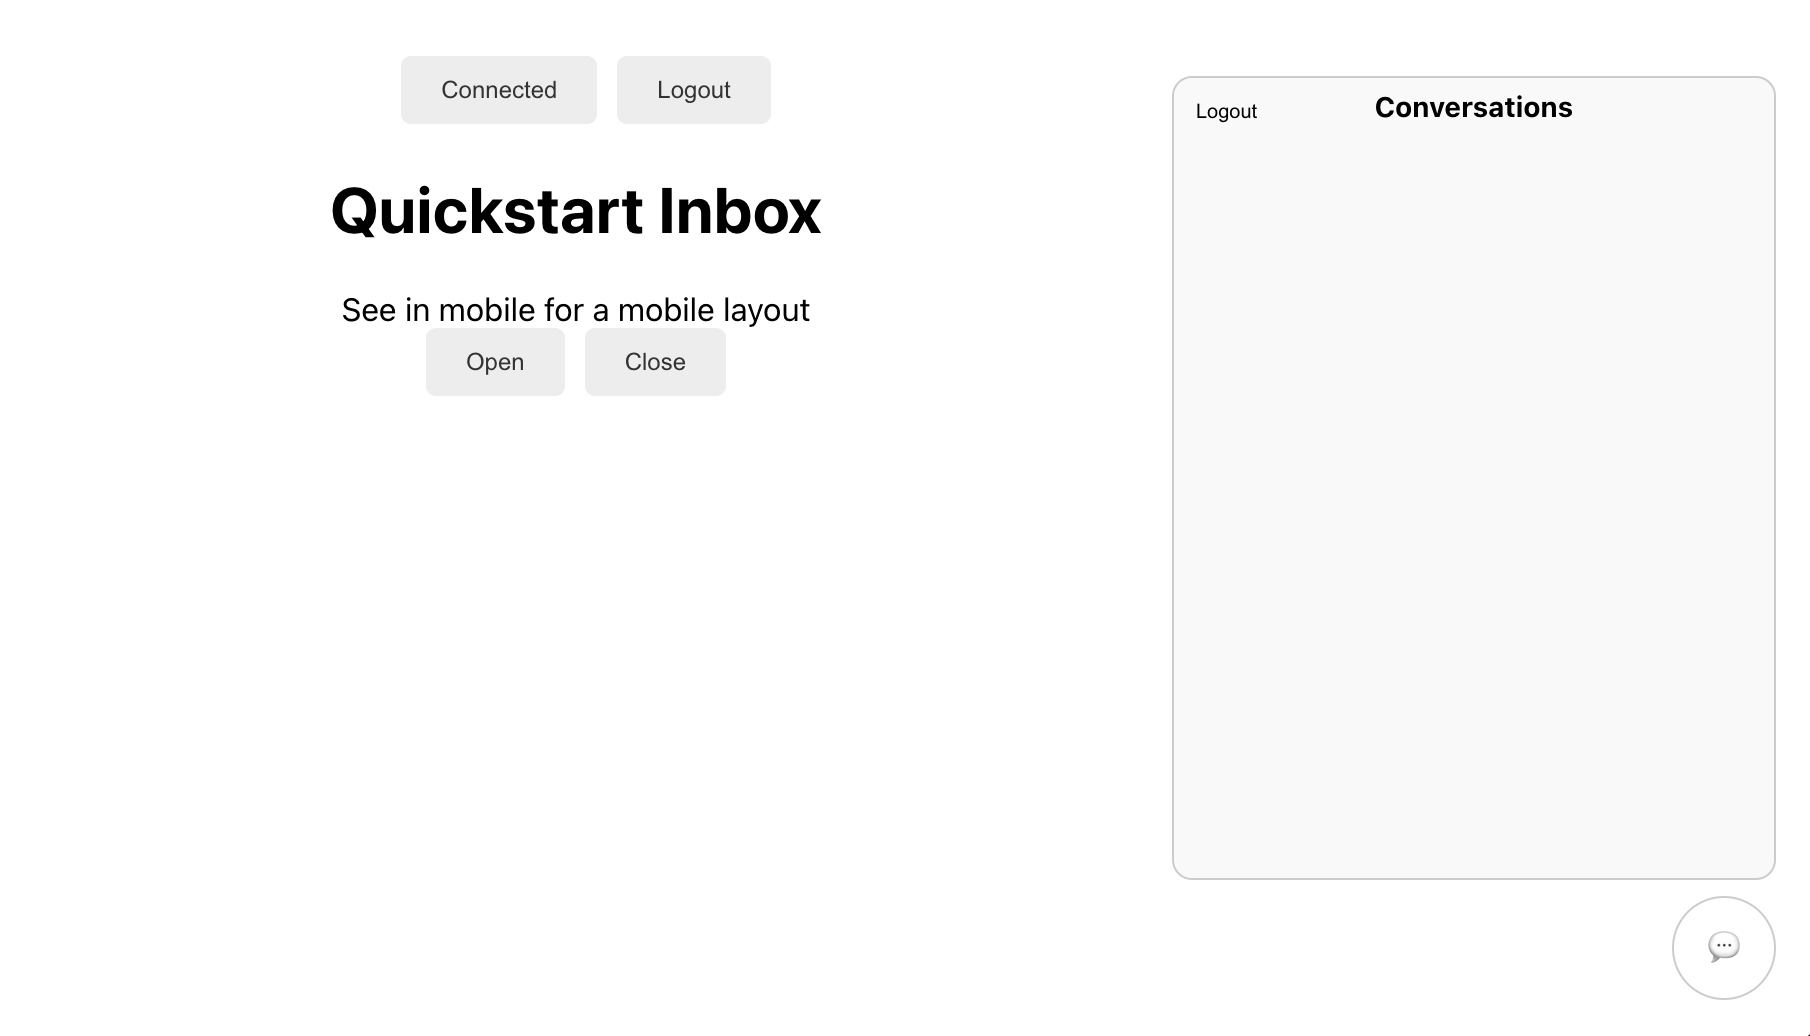 Connected
Logout
Quickstart Inbox
See in mobile for a mobile layout
Open
Close
Logout
Conversations